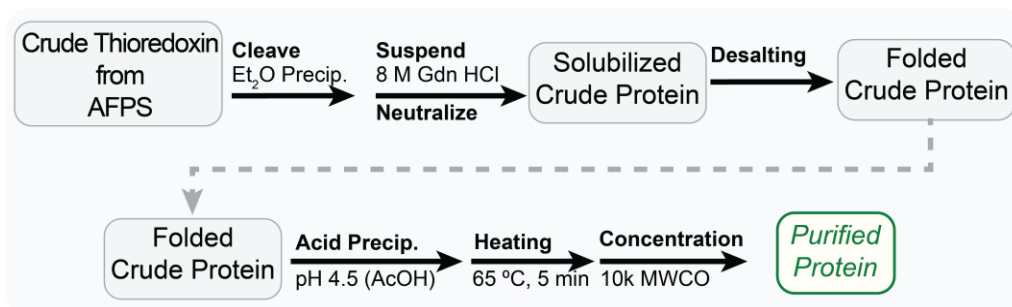 Crude Thioredoxin
from
AFPS
Cleave
Et₂O Precip.
Suspend
8 M Gdn HCl
Neutralize
Solubilized
Crude Protein
Desalting
Folded
Crude Protein
Folded
Crude Protein
Acid Precip.
pH 4.5 (AcOH)
Heating
65 ºC, 5 min
Concentration
10k MWCO
Purified
Protein